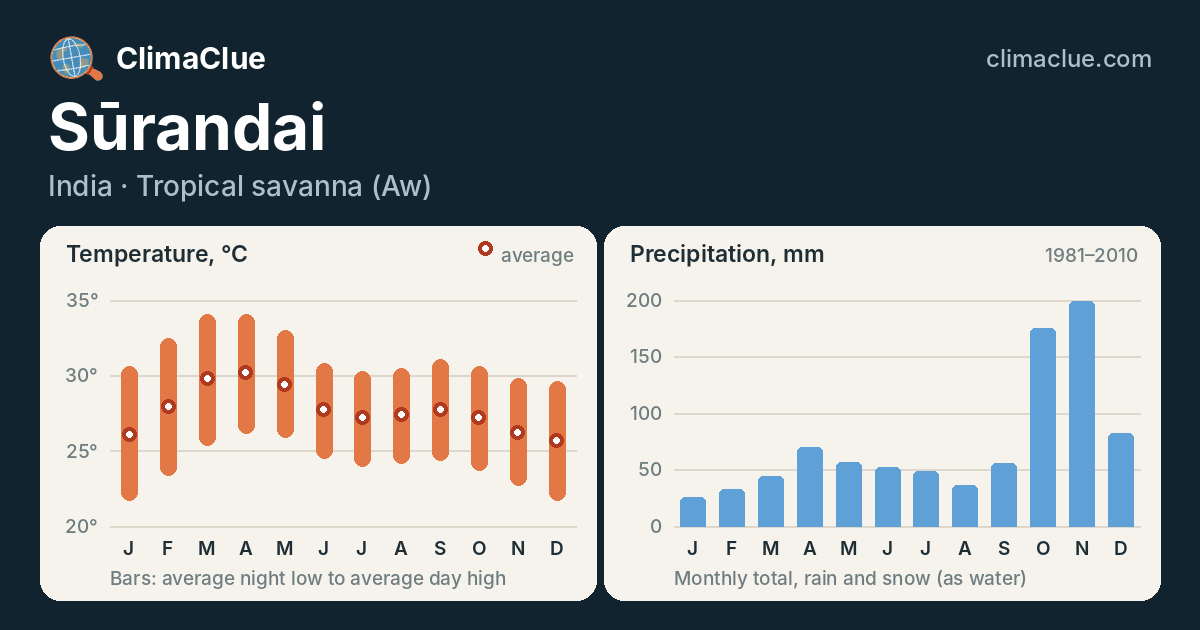 ClimaClue
climaclue.com
Sūrandai
India · Tropical savanna (Aw)
Temperature, °C
average
35°
30°
25°
20°
J F M A M J J A S O N D
Bars: average night low to average day high
Precipitation, mm
1981–2010
200
150
100
50
0
J F M A M J J A S O N D
Monthly total, rain and snow (as water)